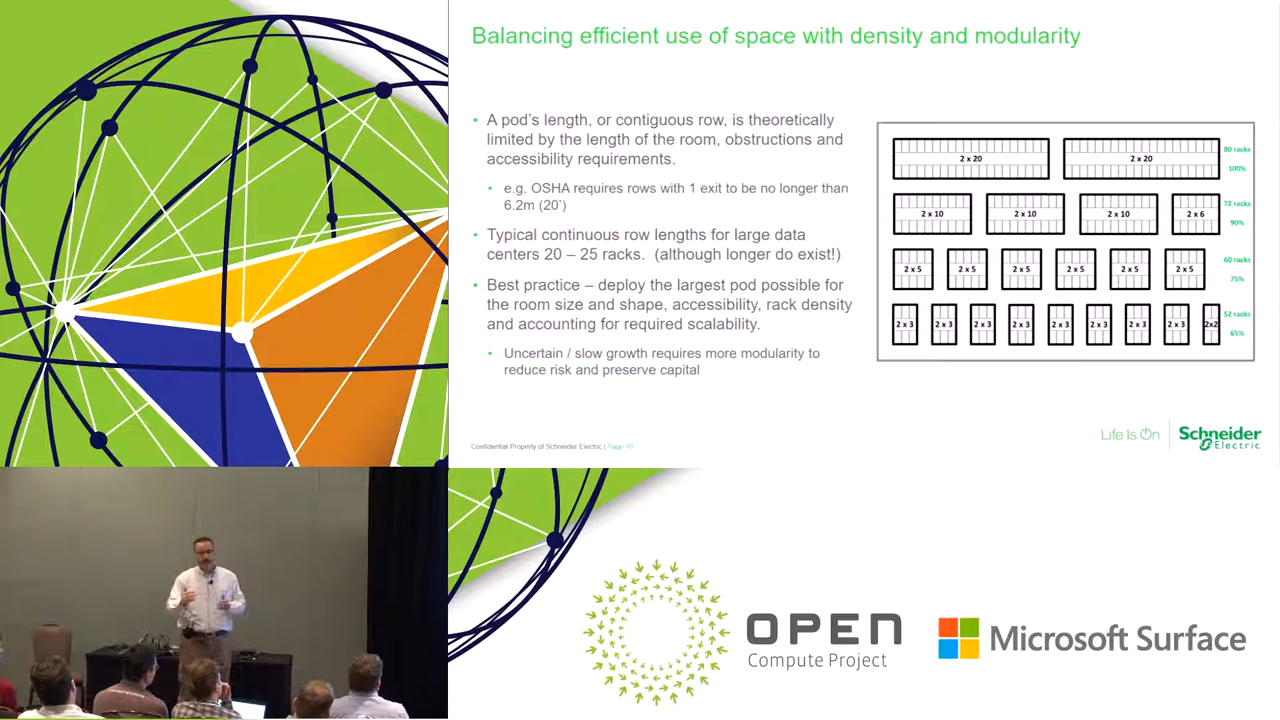 Balancing efficient use of space with density and modularity
• A pod's length, or contiguous row, is theoretically
limited by the length of the room, obstructions and
accessibility requirements.
• e.g. OSHA requires rows with 1 exit to be no longer than
6.2m (20')
• Typical continuous row lengths for large data
centers 20 – 25 racks. (although longer do exist!)
• Best practice – deploy the largest pod possible for
the room size and shape, accessibility, rack density
and accounting for required scalability.
• Uncertain / slow growth requires more modularity to
reduce risk and preserve capital
2 x 20 2 x 20 80 racks
100%
2 x 10 2 x 10 2 x 10 2 x 6 72 racks
90%
2 x 5 2 x 5 2 x 5 2 x 5 2 x 5 2 x 5 60 racks
75%
2 x 3 2 x 3 2 x 3 2 x 3 2 x 3 2 x 3 2 x 3 2 x 3 2x2 52 racks
65%
Confidential Property of Schneider Electric | Page 10
Life Is On Schneider
Electric
OPEN
Compute Project
Microsoft Surface